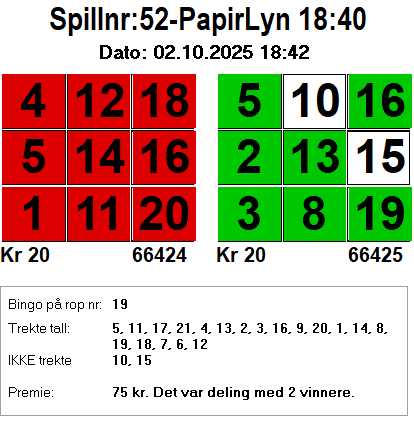 Spillnr:52-PapirLyn 18:40
Dato: 02.10.2025 18:42
4 12 18 5 10 16
5 14 16 2 13 15
1 11 20 3 8 19
Kr 20 66424 Kr 20 66425
Bingo på rop nr: 19
Trekte tall: 5, 11, 17, 21, 4, 13, 2, 3, 16, 9, 20, 1, 14, 8,
19, 18, 7, 6, 12
IKKE trekte 10, 15
Premie: 75 kr. Det var deling med 2 vinnere.